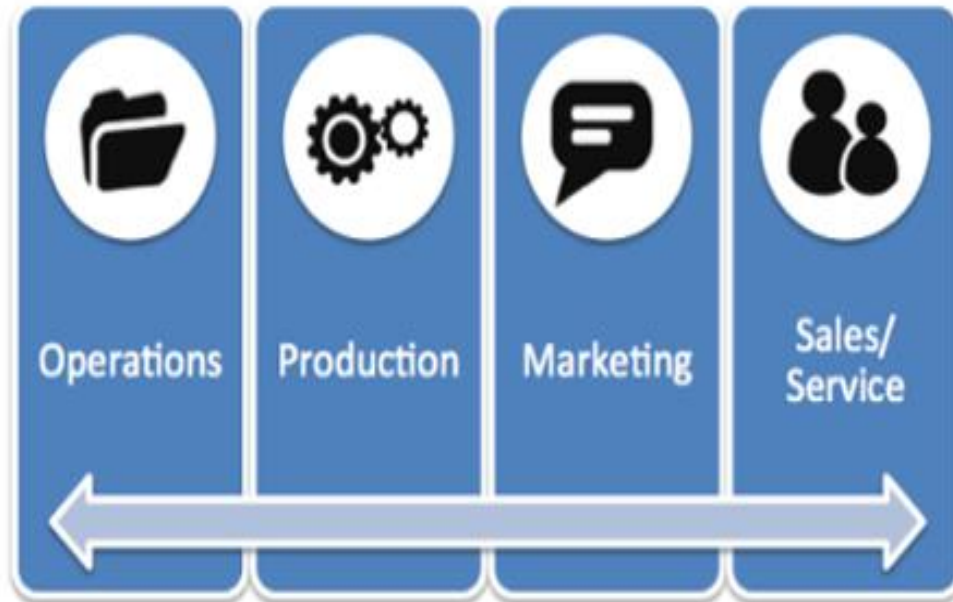 Operations
Production
Marketing
Sales/
Service